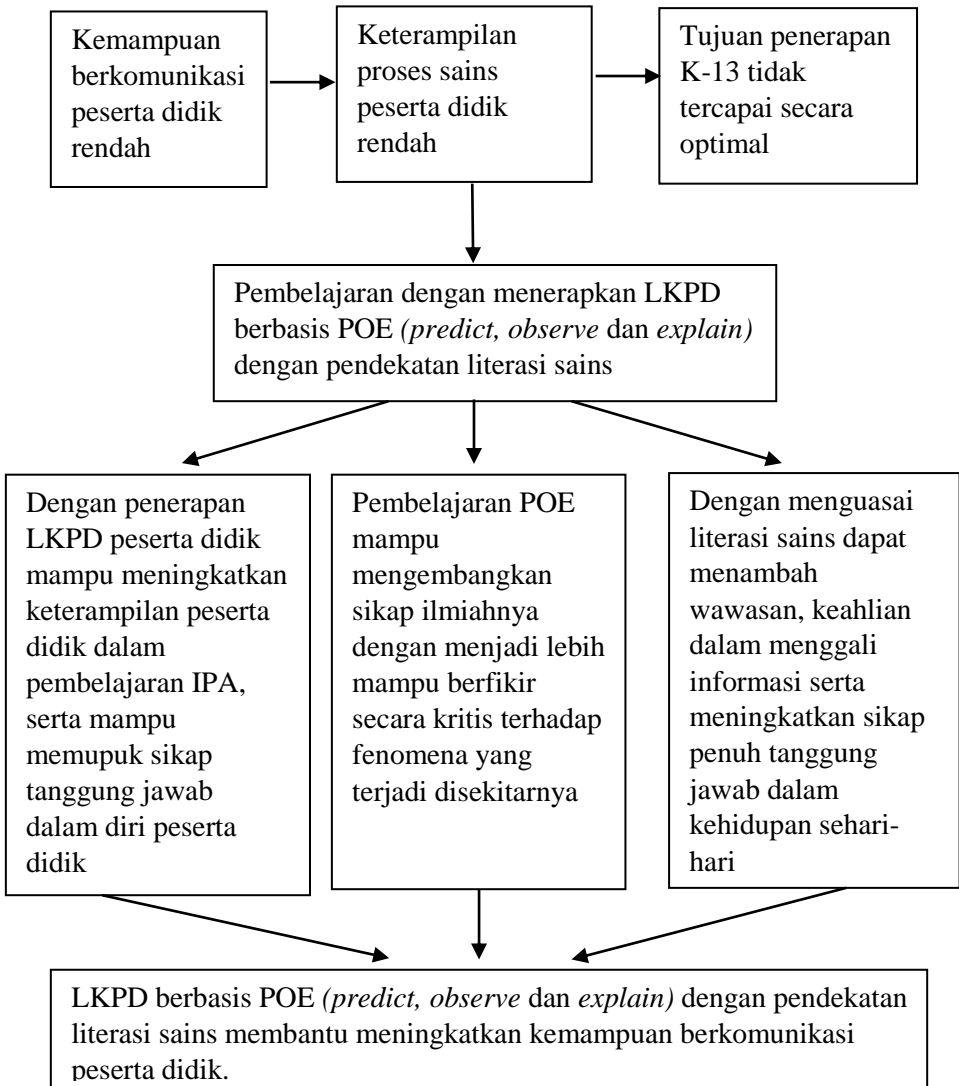 Kemampuan
berkomunikasi
peserta didik
rendah
Keterampilan
proses sains
peserta didik
rendah
Tujuan penerapan
K-13 tidak
tercapai secara
optimal
Pembelajaran dengan menerapkan LKPD
berbasis POE (predict, observe dan explain)
dengan pendekatan literasi sains
Dengan penerapan
LKPD peserta didik
mampu meningkatkan
keterampilan peserta
didik dalam
pembelajaran IPA,
serta mampu
memupuk sikap
tanggung jawab
dalam diri peserta
didik
Pembelajaran POE
mampu
mengembangkan
sikap ilmiahnya
dengan menjadi lebih
mampu berfikir
secara kritis terhadap
fenomena yang
terjadi disekitarnya
Dengan menguasai
literasi sains dapat
menambah
wawasan, keahlian
dalam menggali
informasi serta
meningkatkan sikap
penuh tanggung
jawab dalam
kehidupan sehari-
hari
LKPD berbasis POE (predict, observe dan explain) dengan pendekatan
literasi sains membantu meningkatkan kemampuan berkomunikasi
peserta didik.